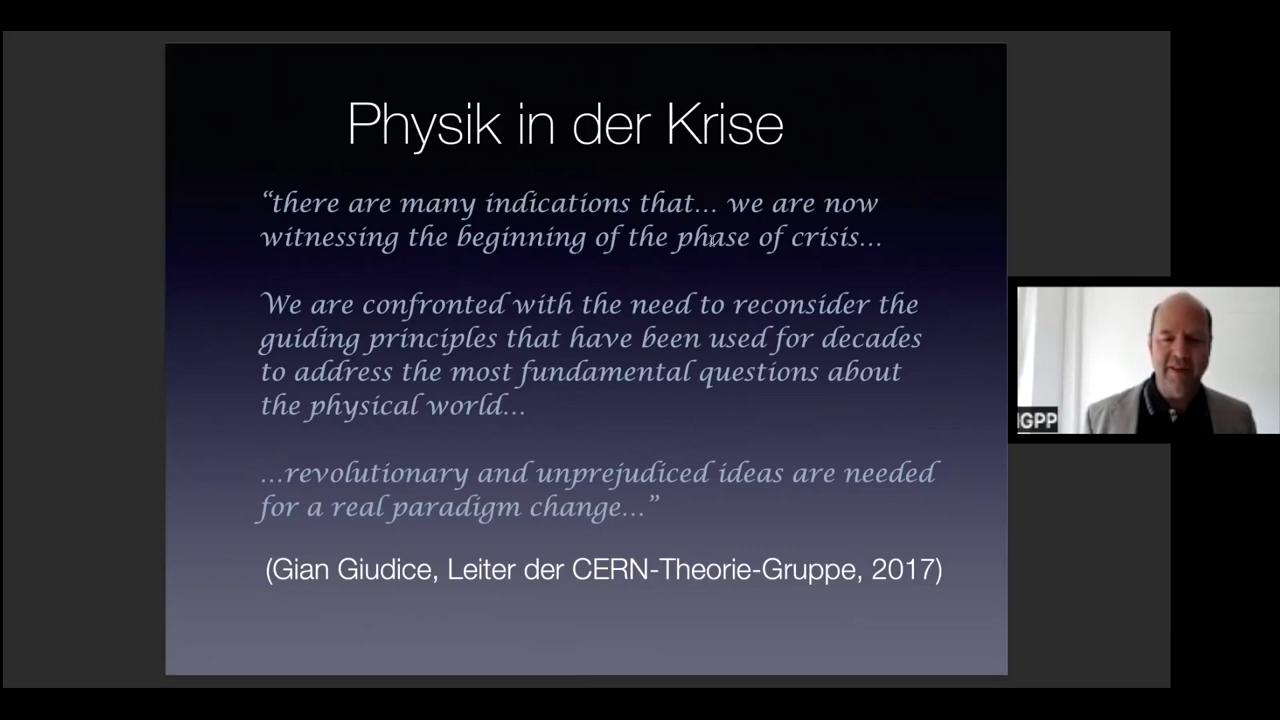 Physik in der Krise
“there are many indications that... we are now
witnessing the beginning of the phase of crisis...
We are confronted with the need to reconsider the
guiding principles that have been used for decades
to address the most fundamental questions about
the physical world...
...revolutionary and unprejudiced ideas are needed
for a real paradigm change...”
(Gian Giudice, Leiter der CERN-Theorie-Gruppe, 2017)
IGPP